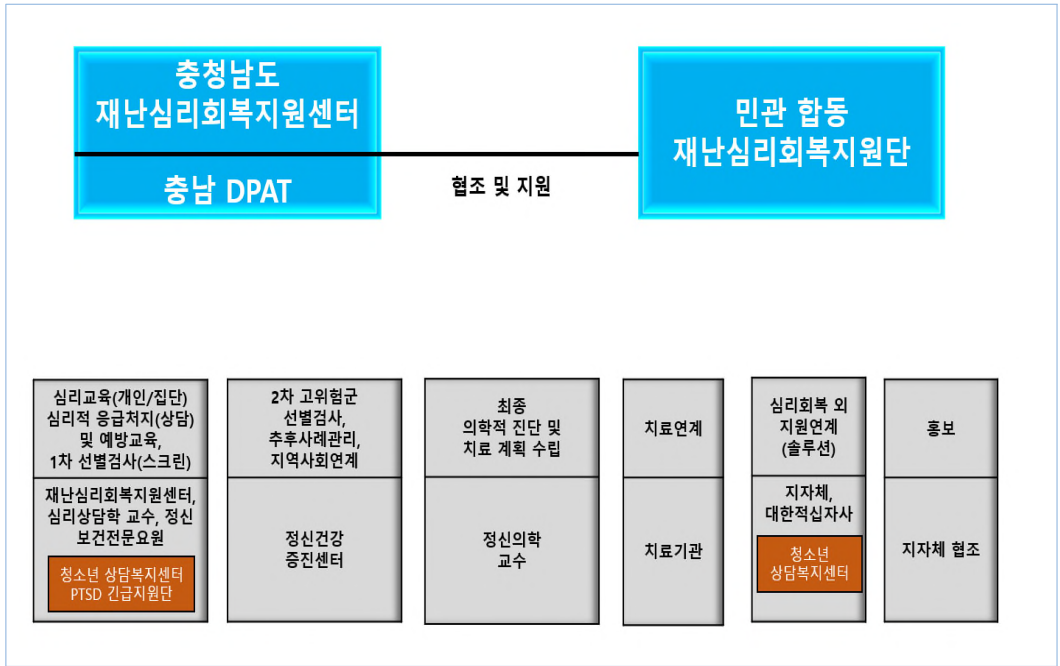 충청남도
재난심리회복지원센터
충남 DPAT
협조 및 지원
민관 합동
재난심리회복지원단
심리교육(개인/집단)
심리적 응급처지(상담)
및 예방교육,
1차 선별검사(스크린)
재난심리회복지원센터,
심리상담학 교수, 정신
보건전문요원
청소년 상담복지센터
PTSD 긴급지원단
2차 고위험군
선별검사,
추후사례관리,
지역사회연계
정신건강
증진센터
최종
의학적 진단 및
치료 계획 수립
정신의학
교수
치료연계
치료기관
심리회복 외
지원연계
(솔루션)
지자체,
대한적십자사
청소년
상담복지센터
홍보
지자체 협조